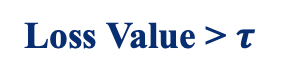 Loss Value > τ